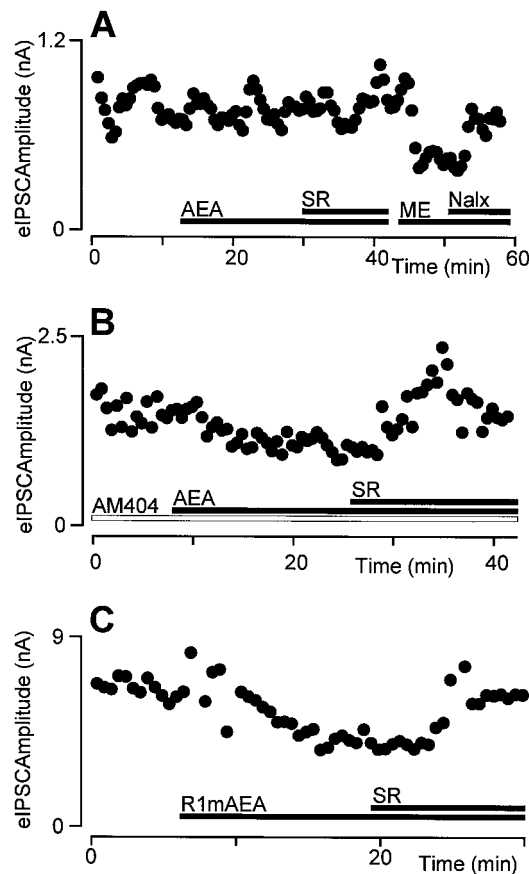 A
1.2
eIPSCAmplitude (nA)
0
AEA
SR
ME
Nalx
0
20
40
60
Time (min)
B
2.5
eIPSCAmplitude (nA)
0
AM404
AEA
SR
0
20
40
Time (min)
C
9
eIPSCAmplitude (nA)
0
R1mAEA
SR
0
20
Time (min)